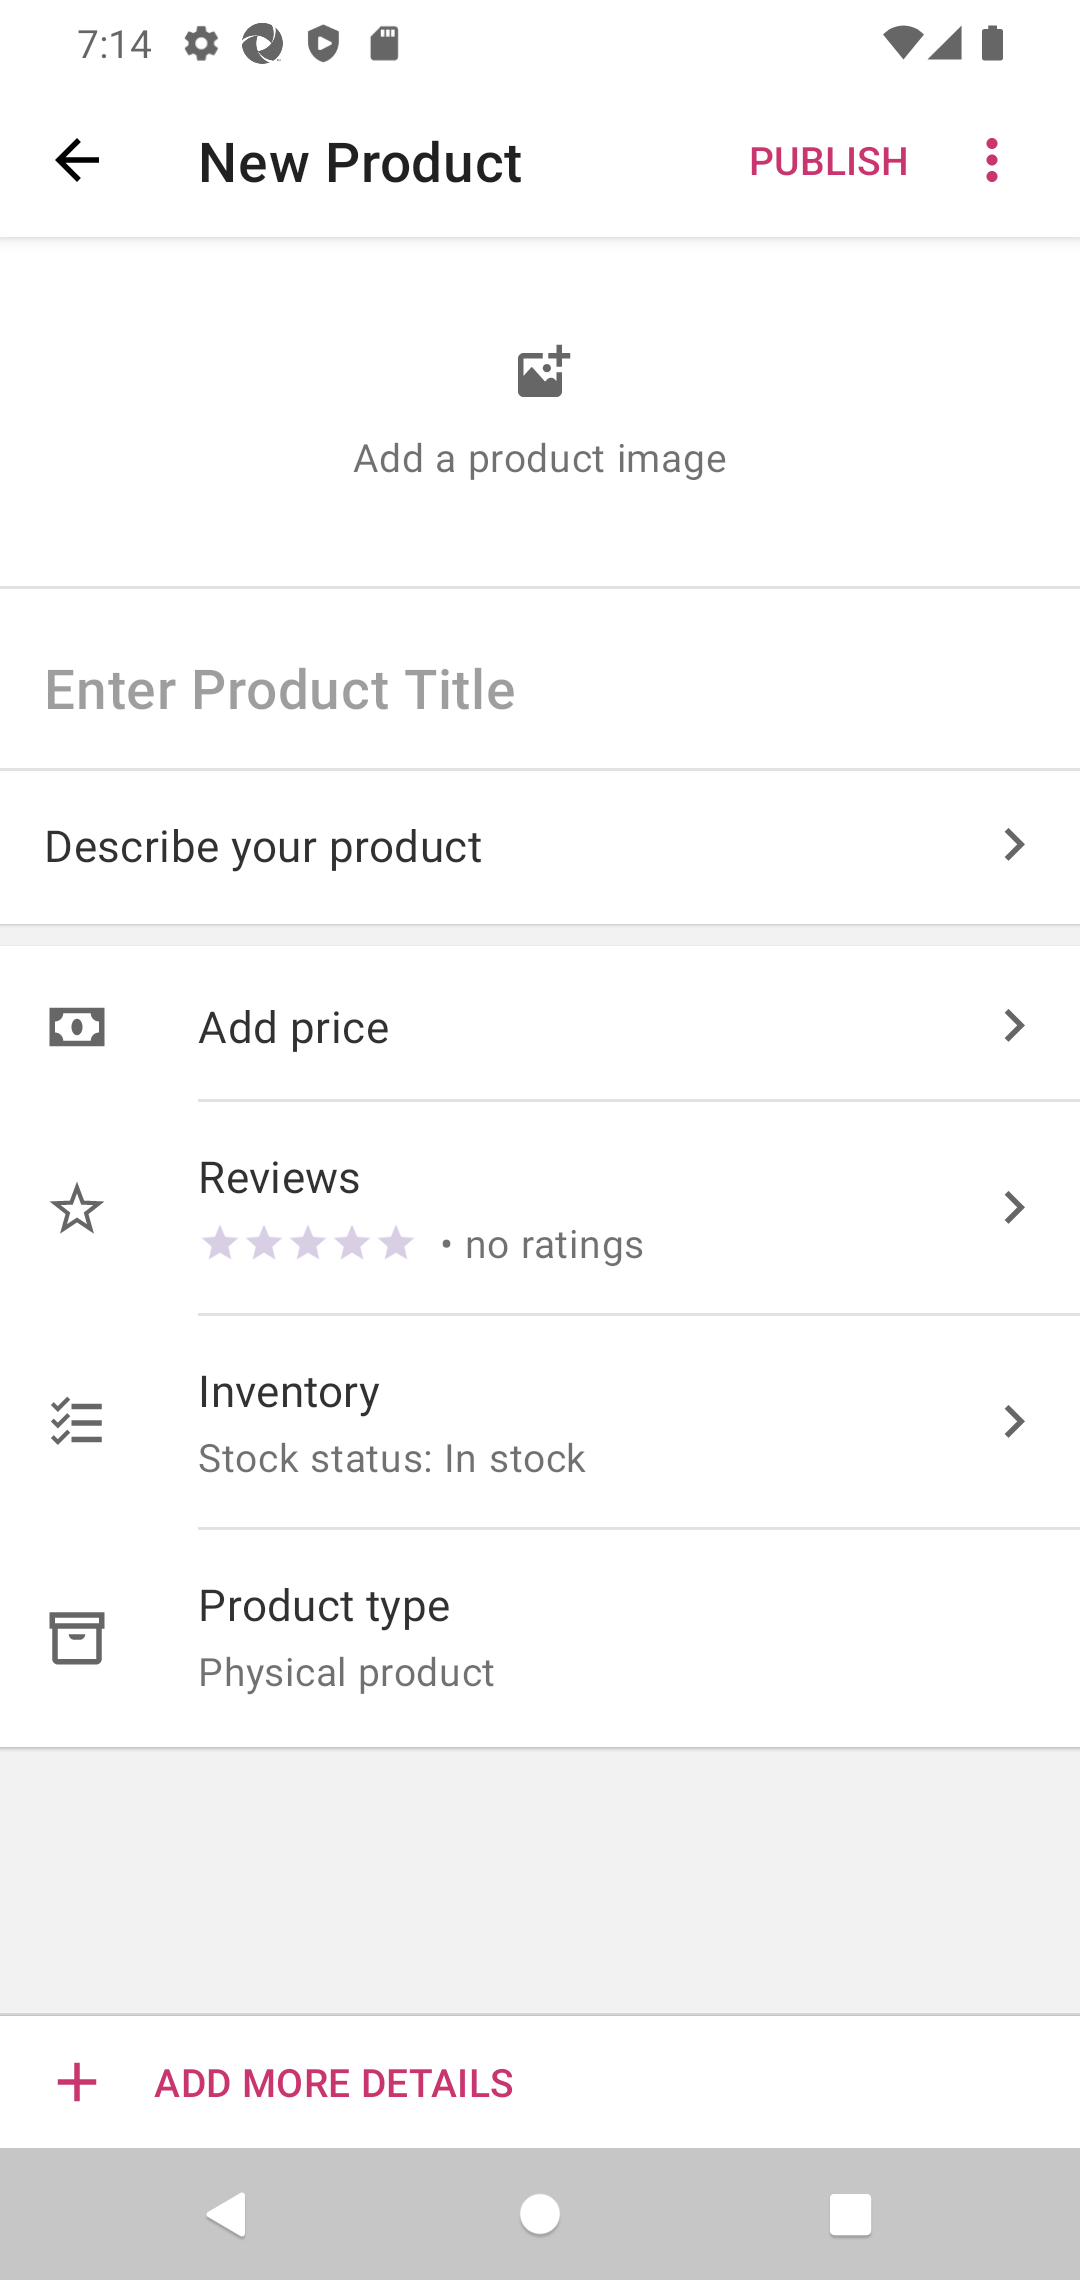 7:14
New Product
PUBLISH
Add a product image
Enter Product Title
Describe your product
Add price
Reviews
• no ratings
Inventory
Stock status: In stock
Product type
Physical product
ADD MORE DETAILS